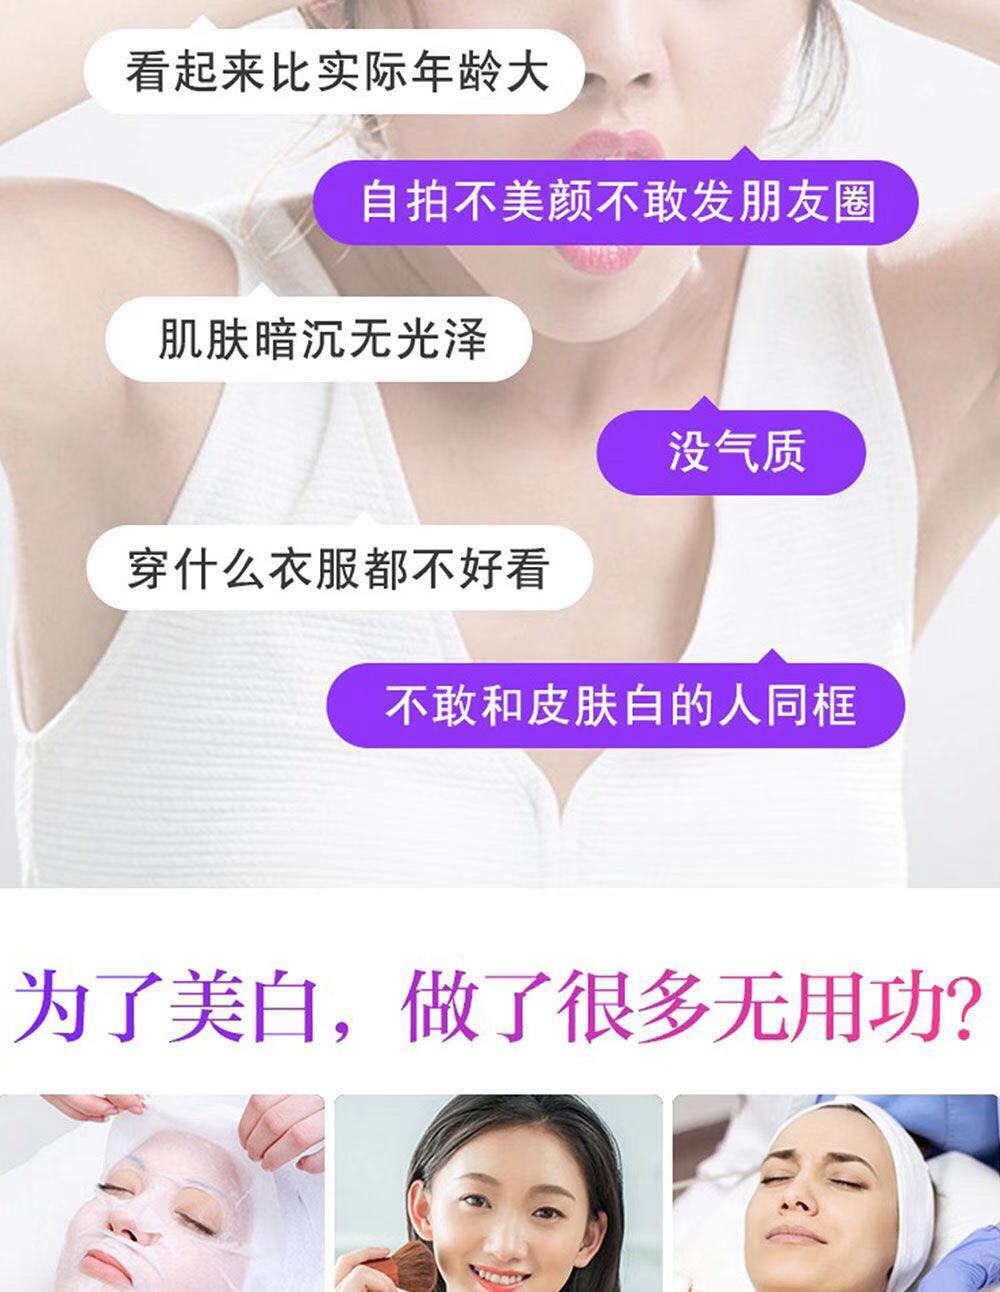 看起来比实际年龄大
自拍不美颜不敢发朋友圈
肌肤暗沉无光泽
没气质
穿什么衣服都不好看
不敢和皮肤白的人同框
为了美白，做了很多无用功?